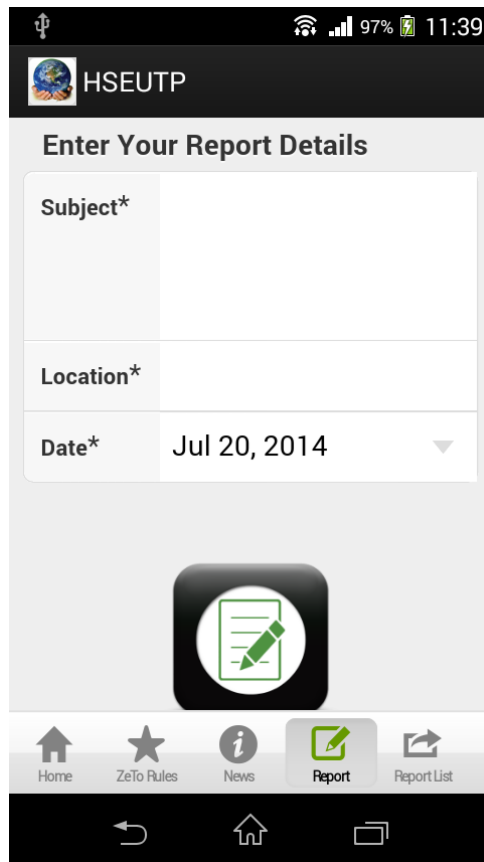 97% 11:39
HSEUTP
Enter Your Report Details
Subject*
Location*
Date* Jul 20, 2014
Home ZeTo Rules News Report Report List